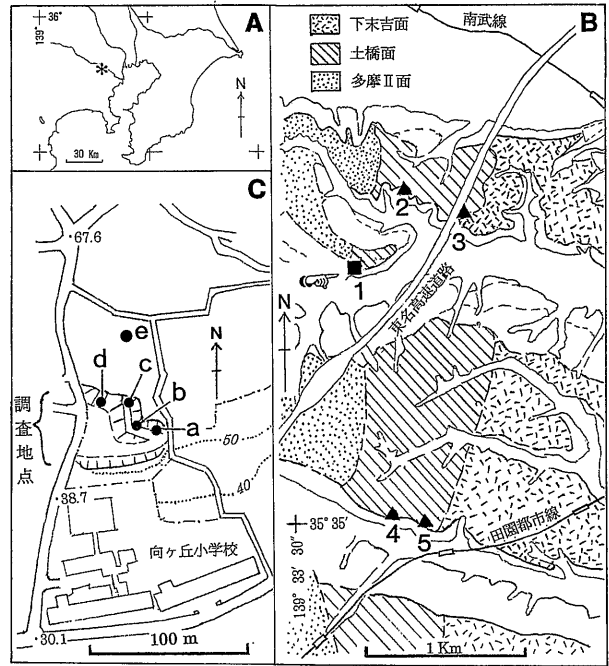 A
36°
139°
*
N
30 Km
B
下末吉面
土橋面
多摩Ⅱ面
南武線
2
3
1
東名高速道路
N
4
5
35° 35′
30″
139° 33′
田園都市線
1 Km
C
67.6
e
N
d
c
b
a
調査地点
50
40
38.7
向ヶ丘小学校
30.1
100 m